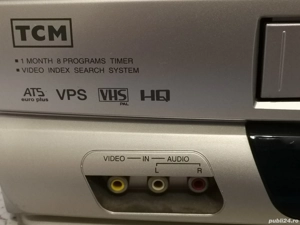 TCM
1 MONTH 8 PROGRAMS TIMER
VIDEO INDEX SEARCH SYSTEM
ATS euro plus VPS VHS PAL HQ
VIDEO — IN — AUDIO
L R
publi24.ro